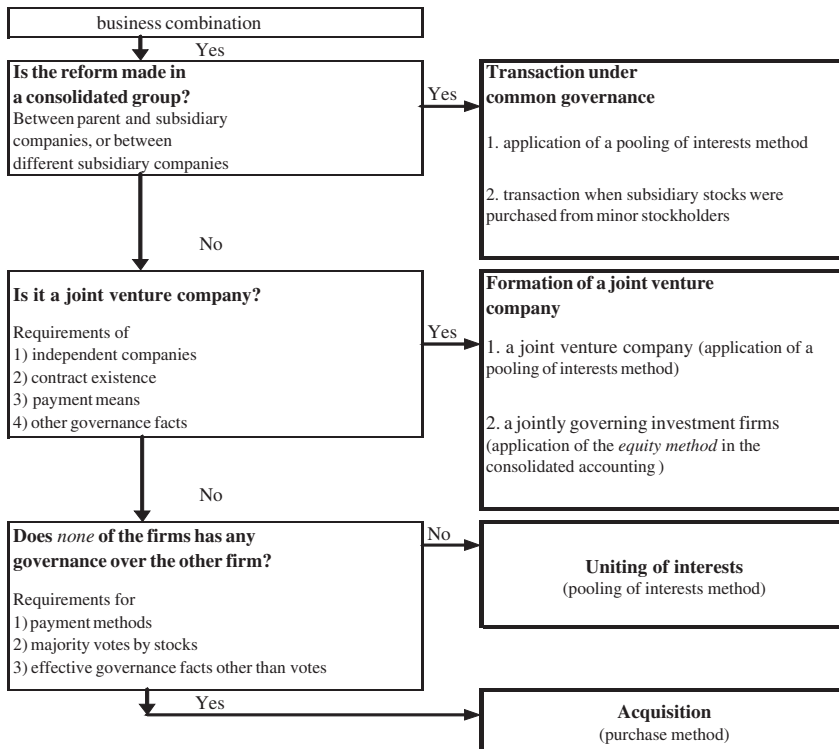 business combination
Yes
Is the reform made in
a consolidated group?
Between parent and subsidiary
companies, or between
different subsidiary companies
Yes
Transaction under
common governance
1. application of a pooling of interests method
2. transaction when subsidiary stocks were
purchased from minor stockholders
No
Is it a joint venture company?
Requirements of
1) independent companies
2) contract existence
3) payment means
4) other governance facts
Yes
Formation of a joint venture
company
1. a joint venture company (application of a
pooling of interests method)
2. a jointly governing investment firms
(application of the equity method in the
consolidated accounting )
No
Does none of the firms has any
governance over the other firm?
Requirements for
1) payment methods
2) majority votes by stocks
3) effective governance facts other than votes
No
Uniting of interests
(pooling of interests method)
Yes
Acquisition
(purchase method)